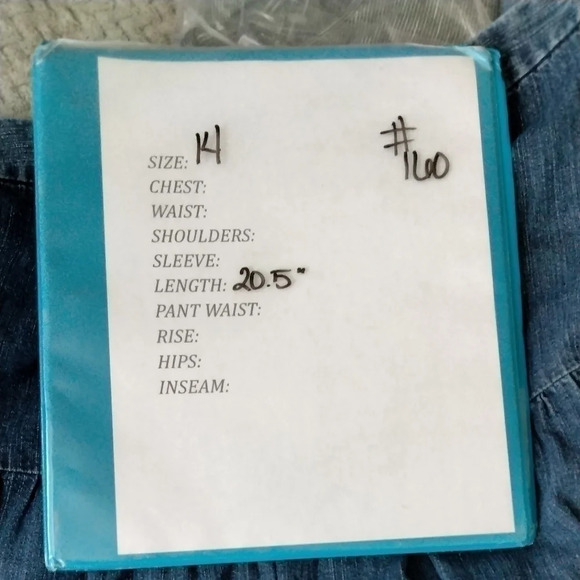 SIZE: 14
#160
CHEST:
WAIST:
SHOULDERS:
SLEEVE:
LENGTH: 20.5"
PANT WAIST:
RISE:
HIPS:
INSEAM: